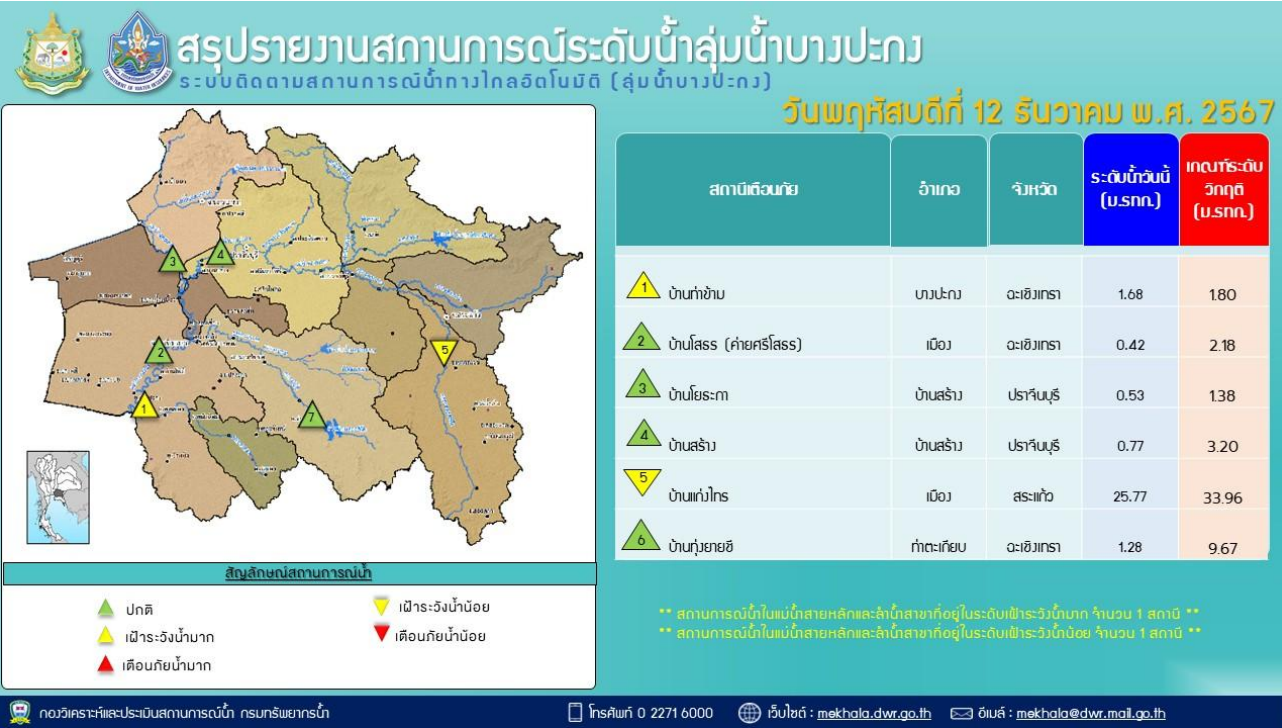 สรุปรายงานสถานการณ์ระดับน้ำลุ่มน้ำบางปะกง
ระบบติดตามสถานการณ์น้ำทางไกลอัตโนมัติ (ลุ่มน้ำบางปะกง)
วันพฤหัสบดีที่ 12 ธันวาคม พ.ศ. 2567
สถานีเตือนภัย อำเภอ จังหวัด ระดับน้ำวันนี้ (ม.รทก.) เกณฑ์ระดับวิกฤติ (ม.รทก.)
1 บ้านท่าข้าม บางปะกง ฉะเชิงเทรา 1.68 1.80
2 บ้านโสธร (ค่ายศรีโสธร) เมือง ฉะเชิงเทรา 0.42 2.18
3 บ้านโยธะกา บ้านสร้าง ปราจีนบุรี 0.53 1.38
4 บ้านสร้าง บ้านสร้าง ปราจีนบุรี 0.77 3.20
5 บ้านแก่งไทร เมือง สระแก้ว 25.77 33.96
6 บ้านทุ่งยายชี ท่าตะเกียบ ฉะเชิงเทรา 1.28 9.67
3
4
5
2
1
7
สัญลักษณ์สถานการณ์น้ำ
ปกติ
เฝ้าระวังน้ำน้อย
เฝ้าระวังน้ำมาก
เตือนภัยน้ำน้อย
เตือนภัยน้ำมาก
** สถานการณ์น้ำในแม่น้ำสายหลักและลำน้ำสาขาที่อยู่ในระดับเฝ้าระวังน้ำมาก จำนวน 1 สถานี **
** สถานการณ์น้ำในแม่น้ำสายหลักและลำน้ำสาขาที่อยู่ในระดับเฝ้าระวังน้ำน้อย จำนวน 1 สถานี **
กองวิเคราะห์และประเมินสถานการณ์น้ำ กรมทรัพยากรน้ำ
โทรศัพท์ 0 2271 6000
เว็บไซต์ : mekhala.dwr.go.th
อีเมล์ : mekhala@dwr.mail.go.th